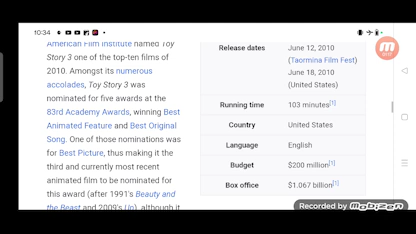 10:34
American Film Institute named Toy
Story 3 one of the top-ten films of
2010. Amongst its numerous
accolades, Toy Story 3 was
nominated for five awards at the
83rd Academy Awards, winning Best
Animated Feature and Best Original
Song. One of those nominations was
for Best Picture, thus making it the
third and currently most recent
animated film to be nominated for
this award (after 1991's Beauty and
the Beast and 2009's Up), although it
Release dates June 12, 2010
(Taormina Film Fest)
June 18, 2010
(United States)
Running time 103 minutes[1]
Country United States
Language English
Budget $200 million[1]
Box office $1.067 billion[1]
Recorded by MOBIZEN